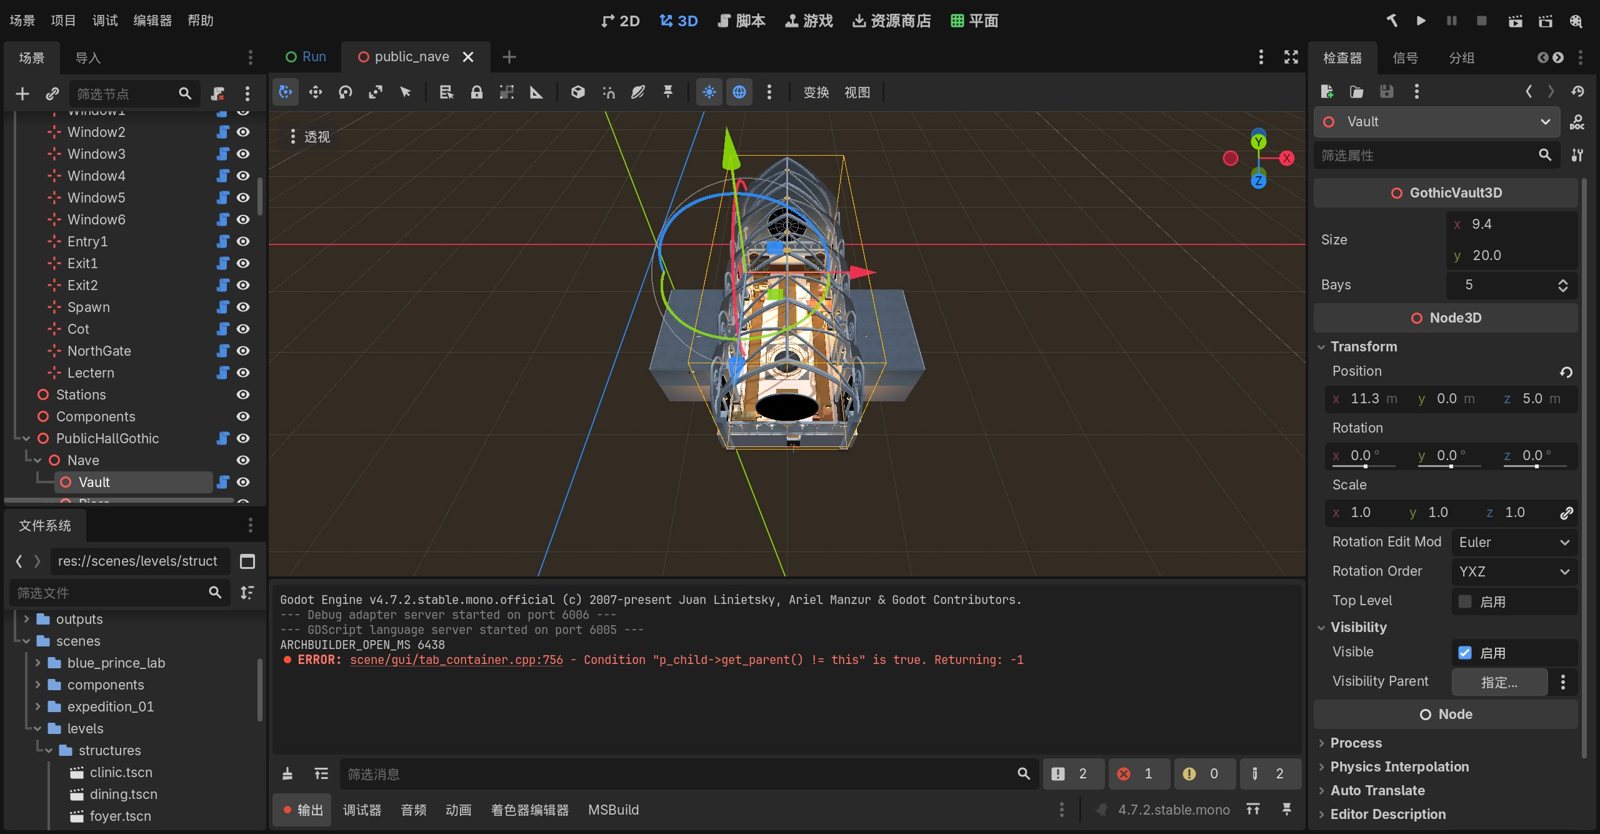 场景 项目 调试 编辑器 帮助
2D 3D 脚本 游戏 资源商店 平面
场景 导入
Run public_nave
检查器 信号 分组
筛选节点
变换 视图
透视
Y
X
Z
Window1
Window2
Window3
Window4
Window5
Window6
Entry1
Exit1
Exit2
Spawn
Cot
NorthGate
Lectern
Stations
Components
PublicHallGothic
Nave
Vault
Piers
文件系统
res://scenes/levels/struct
筛选文件
outputs
scenes
blue_prince_lab
components
expedition_01
levels
structures
clinic.tscn
dining.tscn
foyer.tscn
Godot Engine v4.7.2.stable.mono.official (c) 2007-present Juan Linietsky, Ariel Manzur & Godot Contributors.
--- Debug adapter server started on port 6006 ---
--- GDScript language server started on port 6005 ---
ARCHBUILDER_OPEN_MS 6438
ERROR: scene/gui/tab_container.cpp:756 - Condition "p_child->get_parent() != this" is true. Returning: -1
筛选消息
2 1 0 2
输出 调试器 音频 动画 着色器编辑器 MSBuild
4.7.2.stable.mono
Vault
DOC
筛选属性
GothicVault3D
Size x 9.4
y 20.0
Bays 5
Node3D
Transform
Position
x 11.3 m y 0.0 m z 5.0 m
Rotation
x 0.0 ° y 0.0 ° z 0.0 °
Scale
x 1.0 y 1.0 z 1.0
Rotation Edit Mod Euler
Rotation Order YXZ
Top Level 启用
Visibility
Visible 启用
Visibility Parent 指定...
Node
Process
Physics Interpolation
Auto Translate
Editor Description